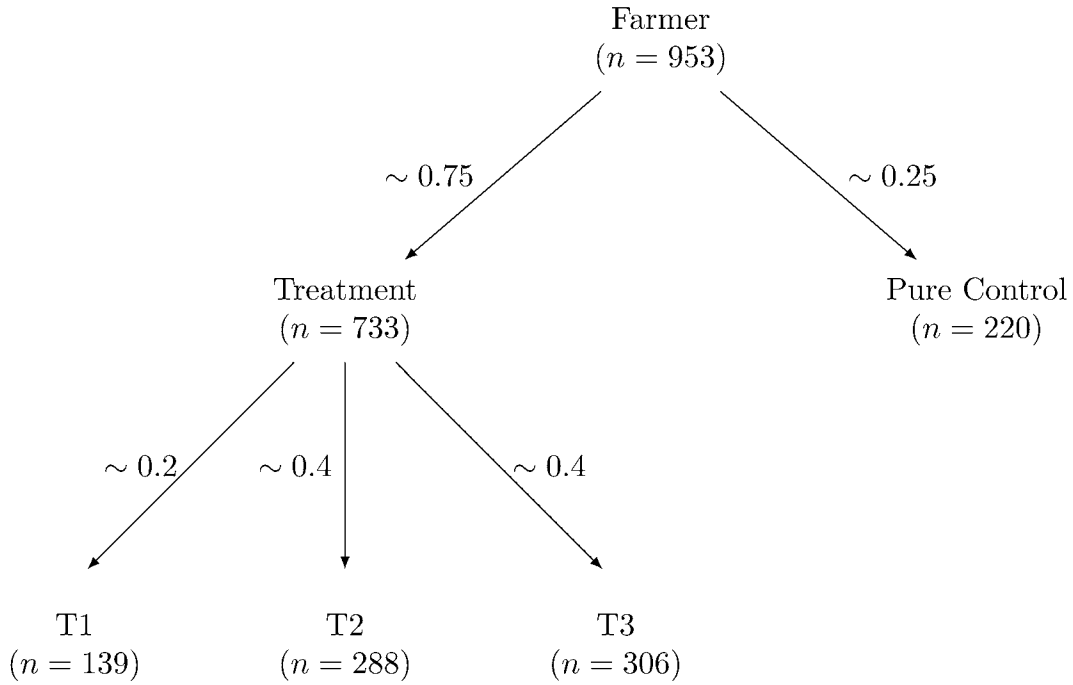 Farmer
(n = 953)
∼ 0.75
∼ 0.25
Treatment
(n = 733)
Pure Control
(n = 220)
∼ 0.2
∼ 0.4
∼ 0.4
T1
(n = 139)
T2
(n = 288)
T3
(n = 306)